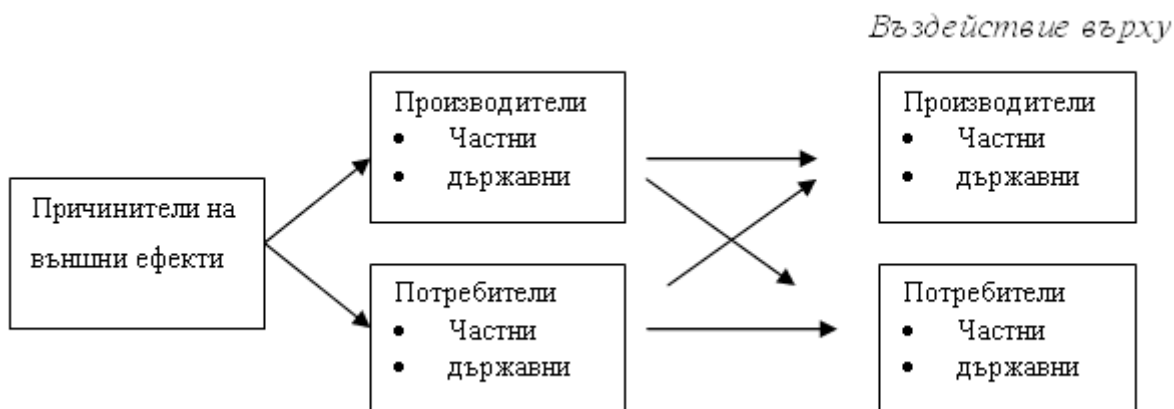 Въздействие върху
Производители
• Частни
• държавни
Производители
• Частни
• държавни
Причинители на
външни ефекти
Потребители
• Частни
• държавни
Потребители
• Частни
• държавни